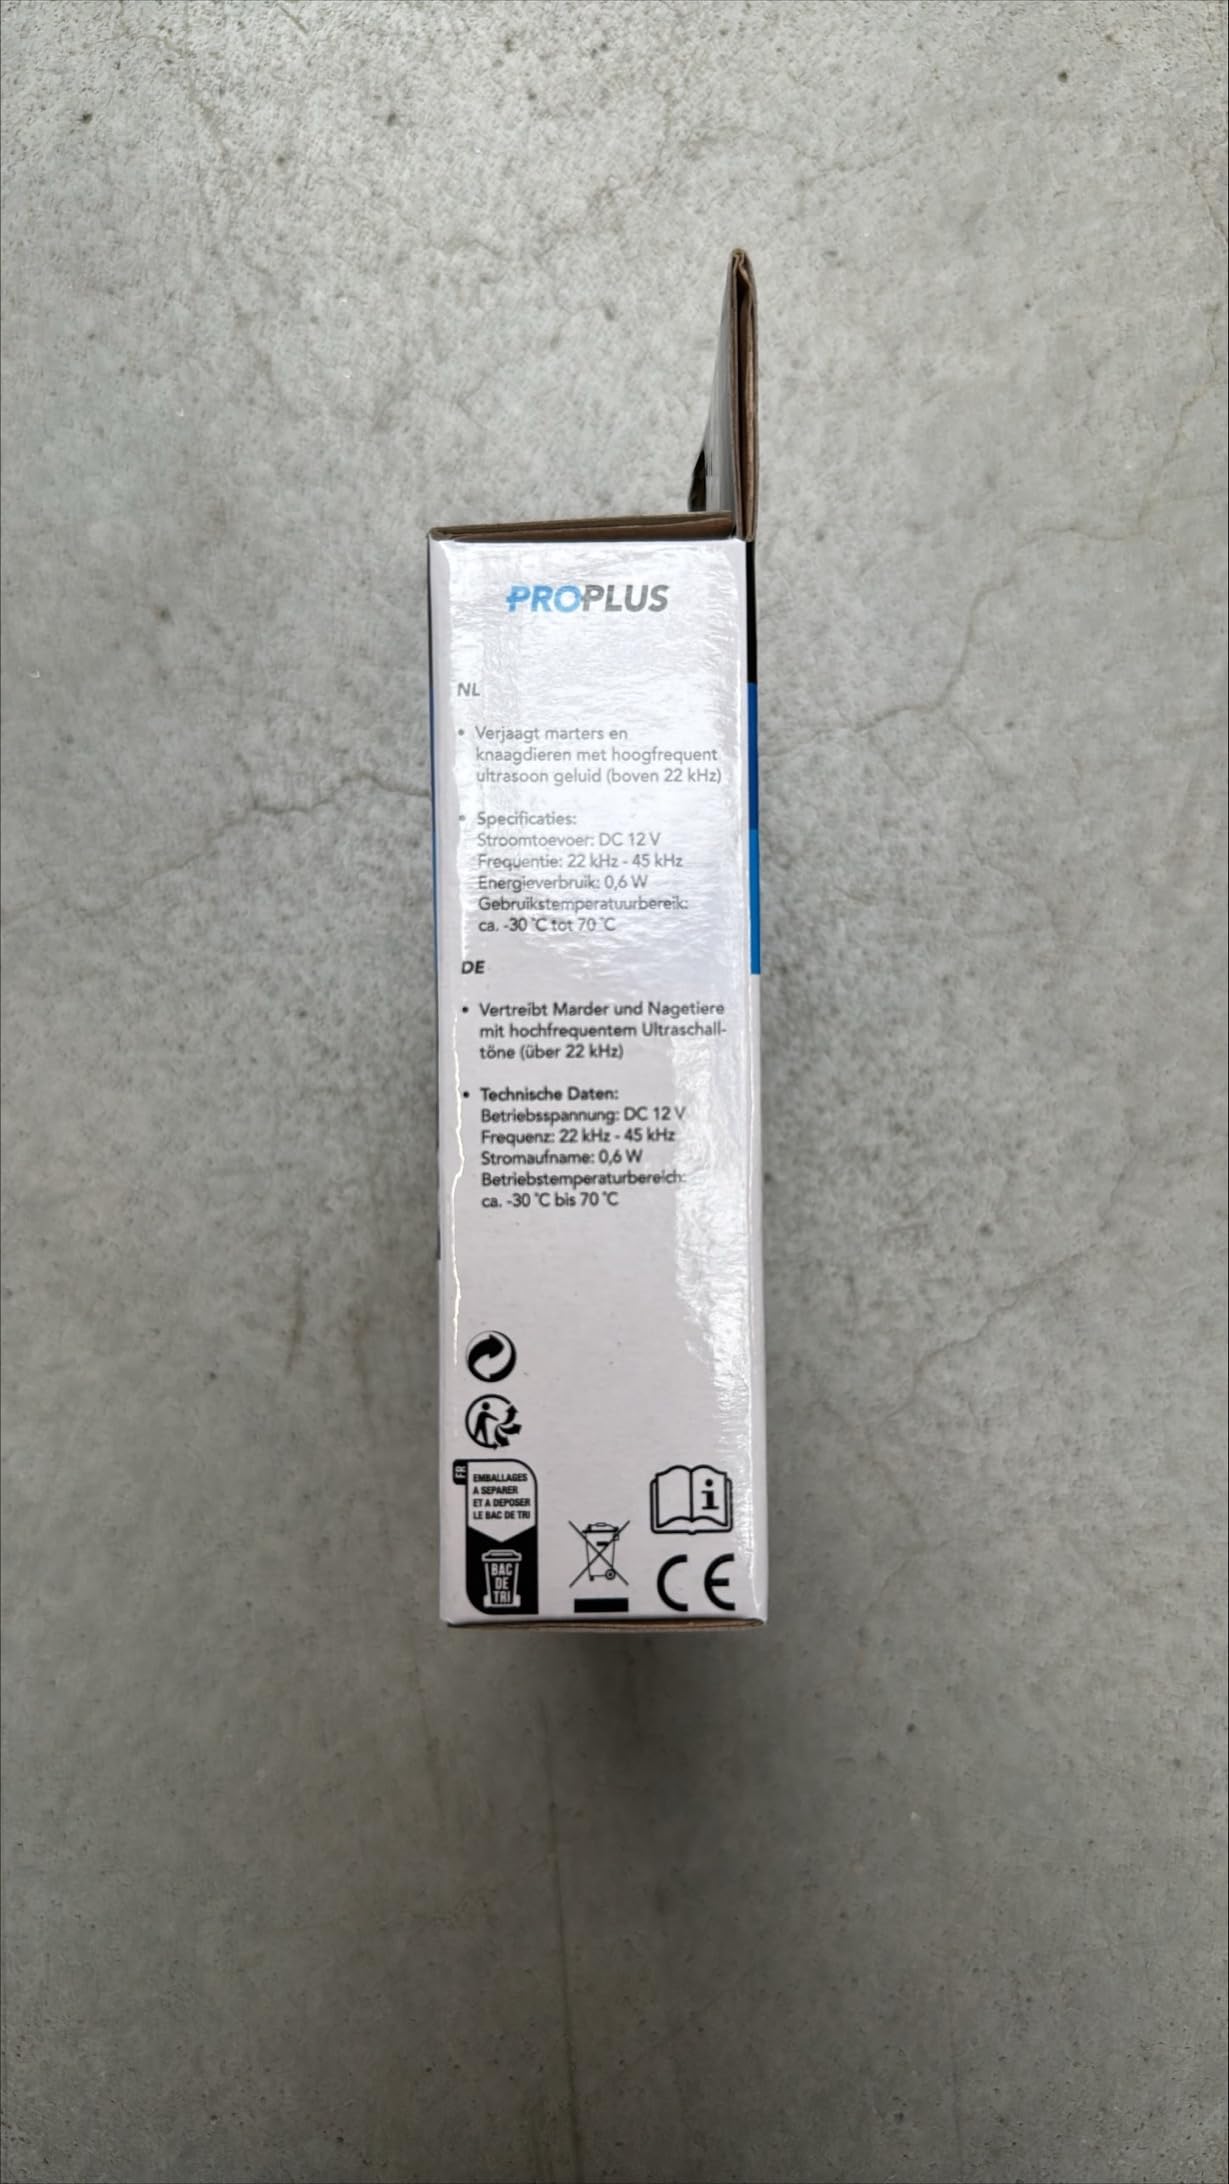 PROPLUS
NL
• Verjaagt marters en
knaagdieren met hoogfrequent
ultrasoon geluid (boven 22 kHz)
• Specificaties:
Stroomtoevoer: DC 12 V
Frequentie: 22 kHz - 45 kHz
Energieverbruik: 0,6 W
Gebruikstemperatuurbereik:
ca. -30 °C tot 70 °C
DE
• Vertreibt Marder und Nagetiere
mit hochfrequentem Ultraschall-
töne (über 22 kHz)
• Technische Daten:
Betriebsspannung: DC 12 V
Frequenz: 22 kHz - 45 kHz
Stromaufname: 0,6 W
Betriebstemperaturbereich:
ca. -30 °C bis 70 °C
FR
EMBALLAGES
A SEPARER
ET A DEPOSER
LE BAC DE TRI
BAC
DE
TRI
i
CE